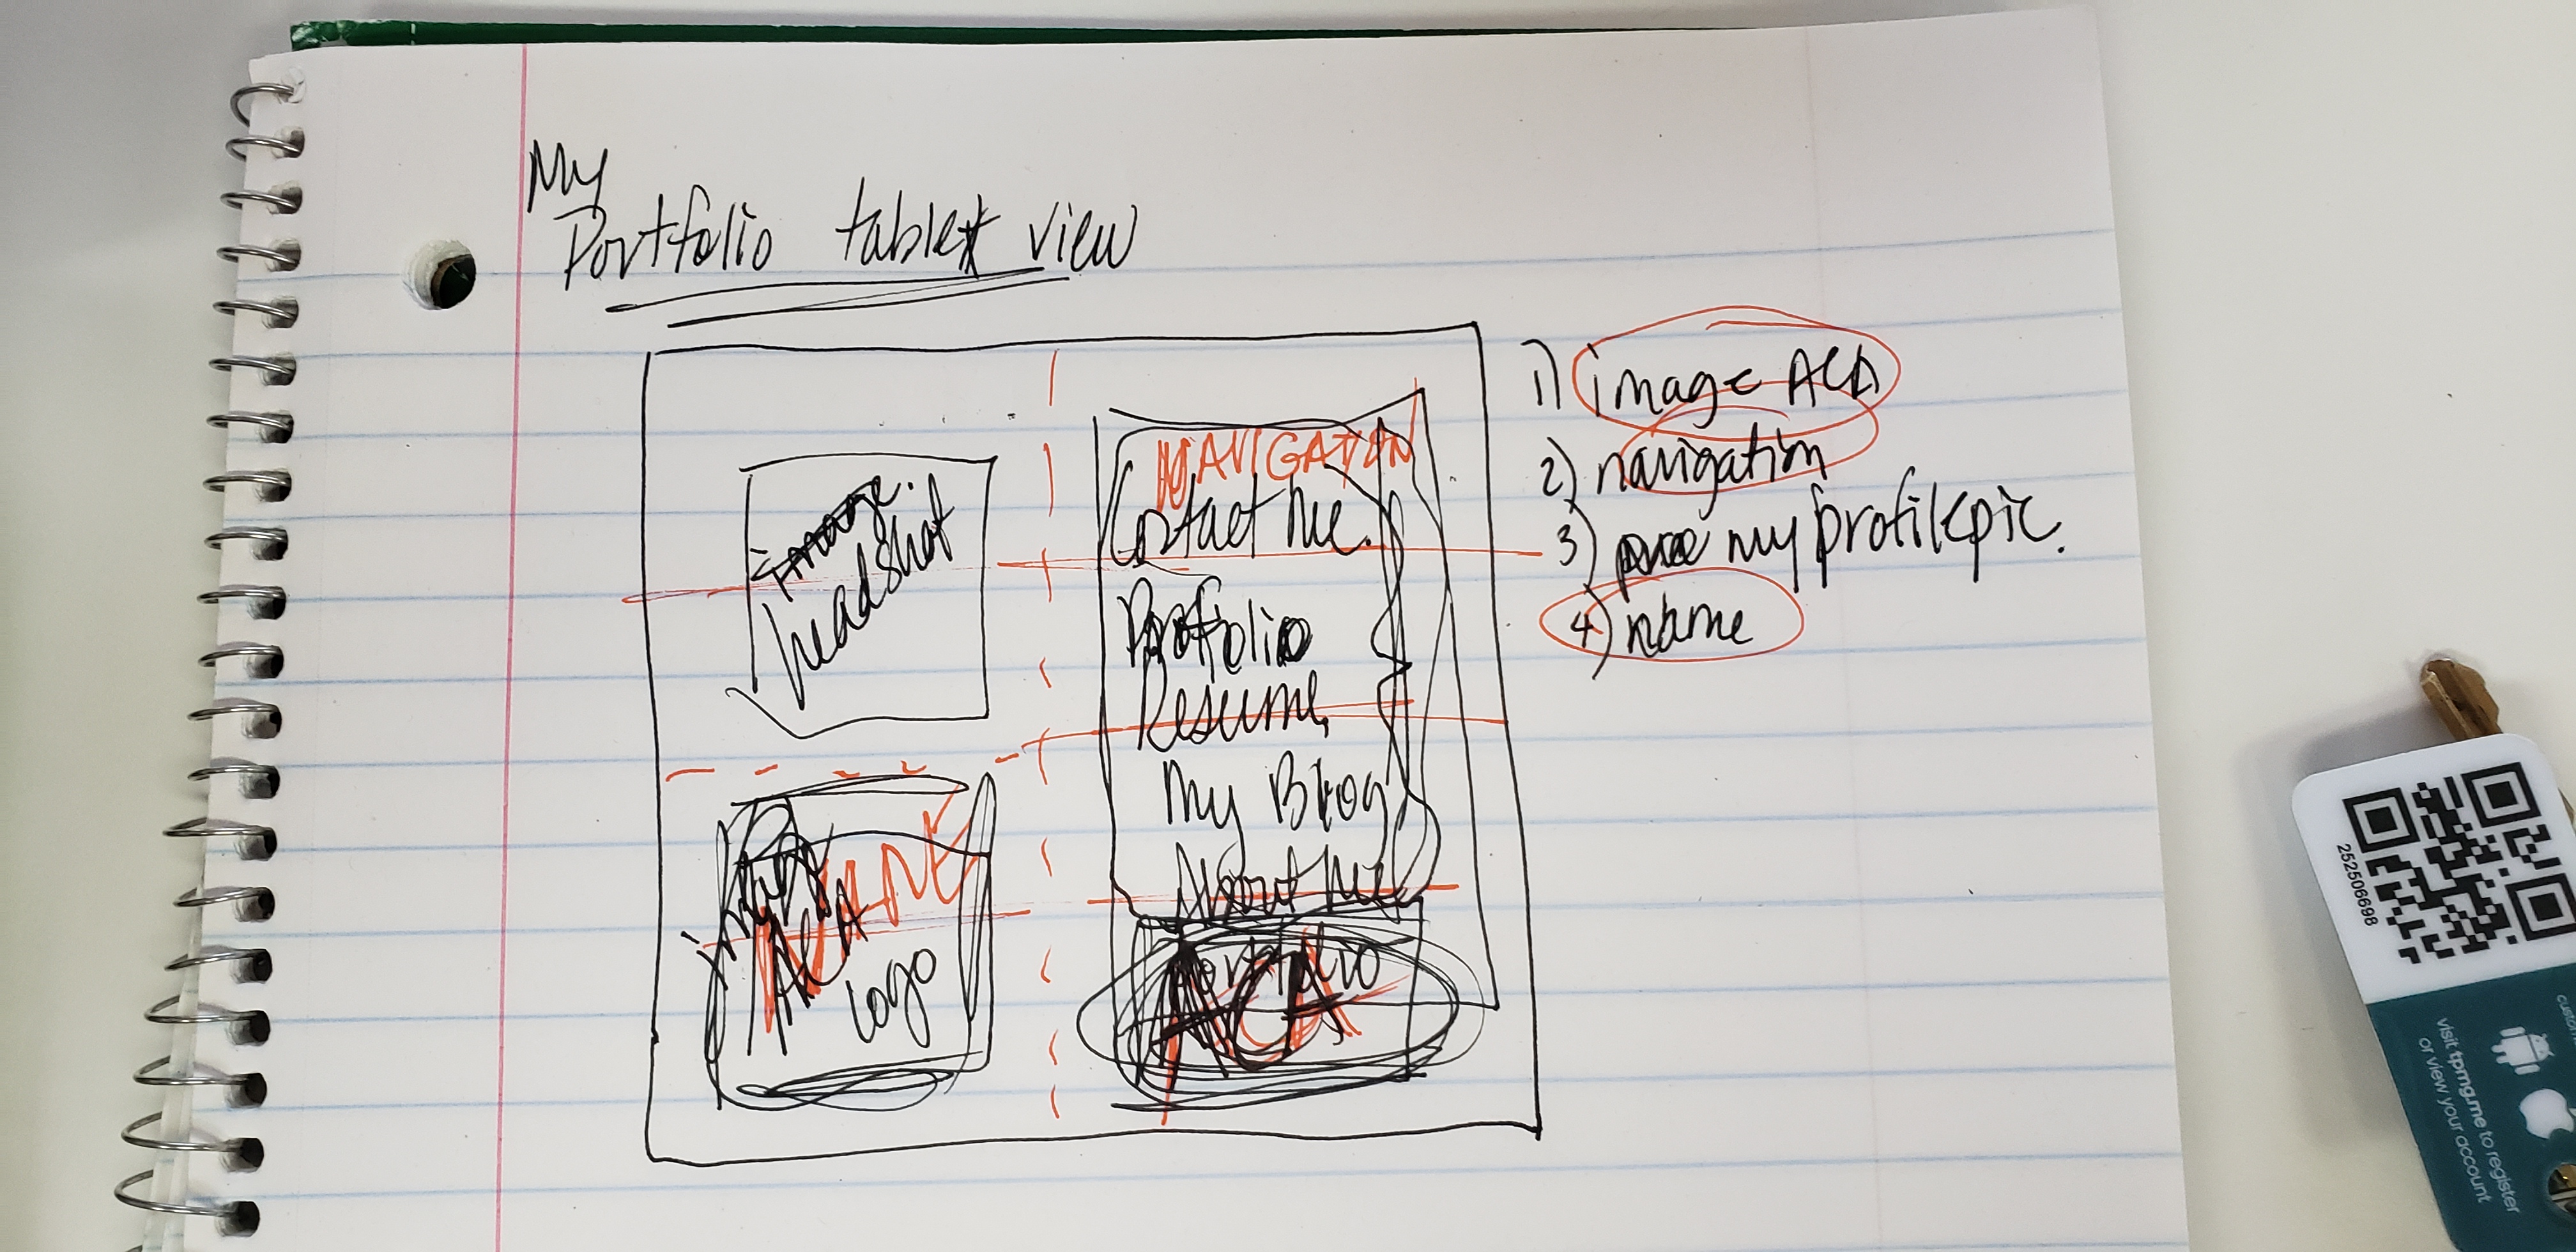 My
Portfolio tablet view
image
headshot
NAVIGATION
Contact Me.
Portfolio
Resume,
My Blog
About Me
NAME
ACA
logo
Portfolio
ACA
1) image ACA
2) navigation
3) my profilepic.
4) name
252506698
visit tpmg.me to register
or view your account